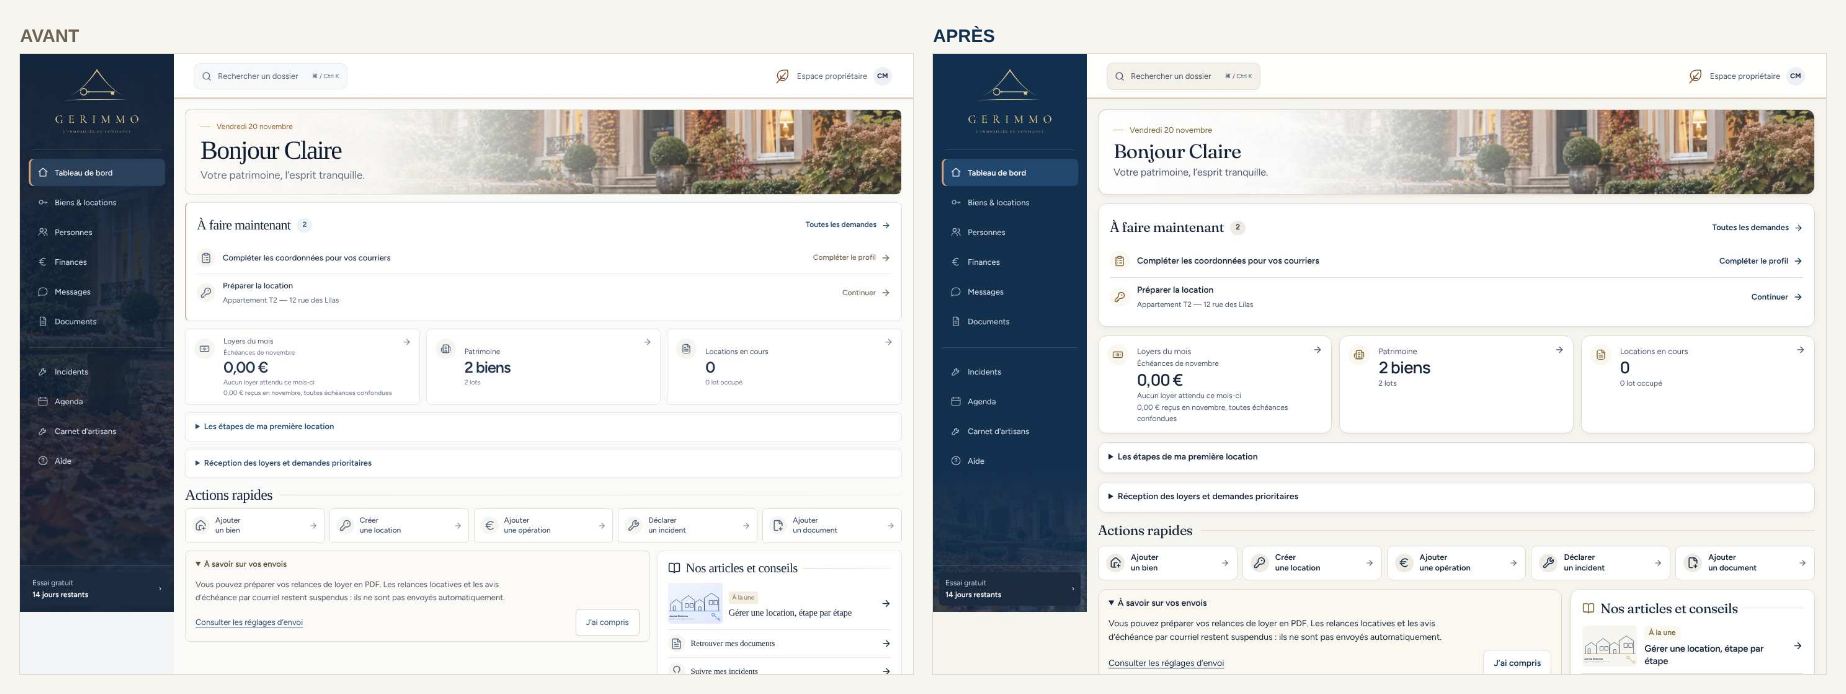 AVANT
GERIMMO
Tableau de bord
Biens & locations
Personnes
Finances
Messages
Documents
Incidents
Agenda
Carnet d'artisans
Aide
Essai gratuit
14 jours restants
›
Rechercher un dossier ⌘ / Ctrl K
Espace propriétaire CM
Vendredi 20 novembre
Bonjour Claire
Votre patrimoine, l'esprit tranquille.
À faire maintenant 2
Toutes les demandes →
Compléter les coordonnées pour vos courriers
Compléter le profil →
Préparer la location
Appartement T2 — 12 rue des Lilas
Continuer →
Loyers du mois
Échéances de novembre
0,00 €
Aucun loyer attendu ce mois-ci
0,00 € reçus en novembre, toutes échéances confondues
Patrimoine
2 biens
2 lots
Locations en cours
0
0 lot occupé
Les étapes de ma première location
Réception des loyers et demandes prioritaires
Actions rapides
Ajouter
un bien
Créer
une location
Ajouter
une opération
Déclarer
un incident
Ajouter
un document
À savoir sur vos envois
Vous pouvez préparer vos relances de loyer en PDF. Les relances locatives et les avis
d'échéance par courriel restent suspendus : ils ne sont pas envoyés automatiquement.
Consulter les réglages d'envoi
J'ai compris
Nos articles et conseils
À la une
Gérer une location, étape par étape
Retrouver mes documents
Suivre mes incidents
APRÈS
GERIMMO
Tableau de bord
Biens & locations
Personnes
Finances
Messages
Documents
Incidents
Agenda
Carnet d'artisans
Aide
Essai gratuit
14 jours restants
›
Rechercher un dossier ⌘ / Ctrl K
Espace propriétaire CM
Vendredi 20 novembre
Bonjour Claire
Votre patrimoine, l'esprit tranquille.
À faire maintenant 2
Toutes les demandes →
Compléter les coordonnées pour vos courriers
Compléter le profil →
Préparer la location
Appartement T2 — 12 rue des Lilas
Continuer →
Loyers du mois
Échéances de novembre
0,00 €
Aucun loyer attendu ce mois-ci
0,00 € reçus en novembre, toutes échéances
confondues
Patrimoine
2 biens
2 lots
Locations en cours
0
0 lot occupé
Les étapes de ma première location
Réception des loyers et demandes prioritaires
Actions rapides
Ajouter
un bien
Créer
une location
Ajouter
une opération
Déclarer
un incident
Ajouter
un document
À savoir sur vos envois
Vous pouvez préparer vos relances de loyer en PDF. Les relances locatives et les avis
d'échéance par courriel restent suspendus : ils ne sont pas envoyés automatiquement.
Consulter les réglages d'envoi
J'ai compris
Nos articles et conseils
À la une
Gérer une location, étape par
étape